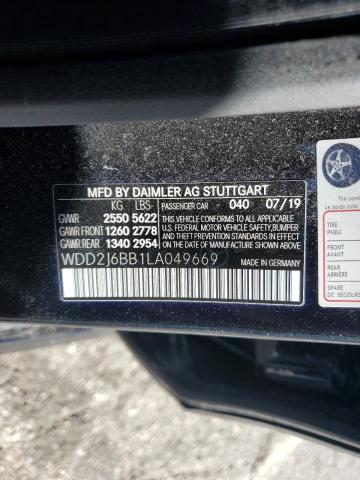 MFD BY DAIMLER AG STUTTGART
KG LBS PASSENGER CAR 040 07/19
GVWR 2550 5622 THIS VEHICLE CONFORMS TO ALL APPLICABLE
GAWR FRONT 1260 2778 U.S. FEDERAL MOTOR VEHICLE SAFETY,BUMPER
GAWR REAR 1340 2954 AND THEFT PREVENTION STANDARDS IN EFFECT
ON THE DATE OF MANUFACTURE SHOWN ABOVE.
WDD2J6BB1LA049669
MADE IN GERMANY
TIRE
PNEU
FRONT
AVANT
REAR
ARRIÈRE
SPARE
DE SECOURS